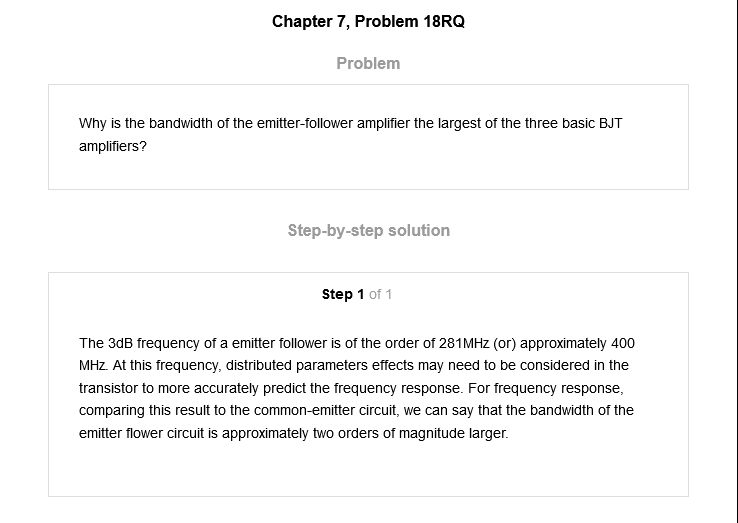 Chapter 7, Problem 18RQ
Problem
Why is the bandwidth of the emitter-follower amplifier the largest of the three basic BJT
amplifiers?
Step-by-step solution
Step 1 of 1
The 3dB frequency of a emitter follower is of the order of 281MHz (or) approximately 400
MHz. At this frequency, distributed parameters effects may need to be considered in the
transistor to more accurately predict the frequency response. For frequency response,
comparing this result to the common-emitter circuit, we can say that the bandwidth of the
emitter flower circuit is approximately two orders of magnitude larger.